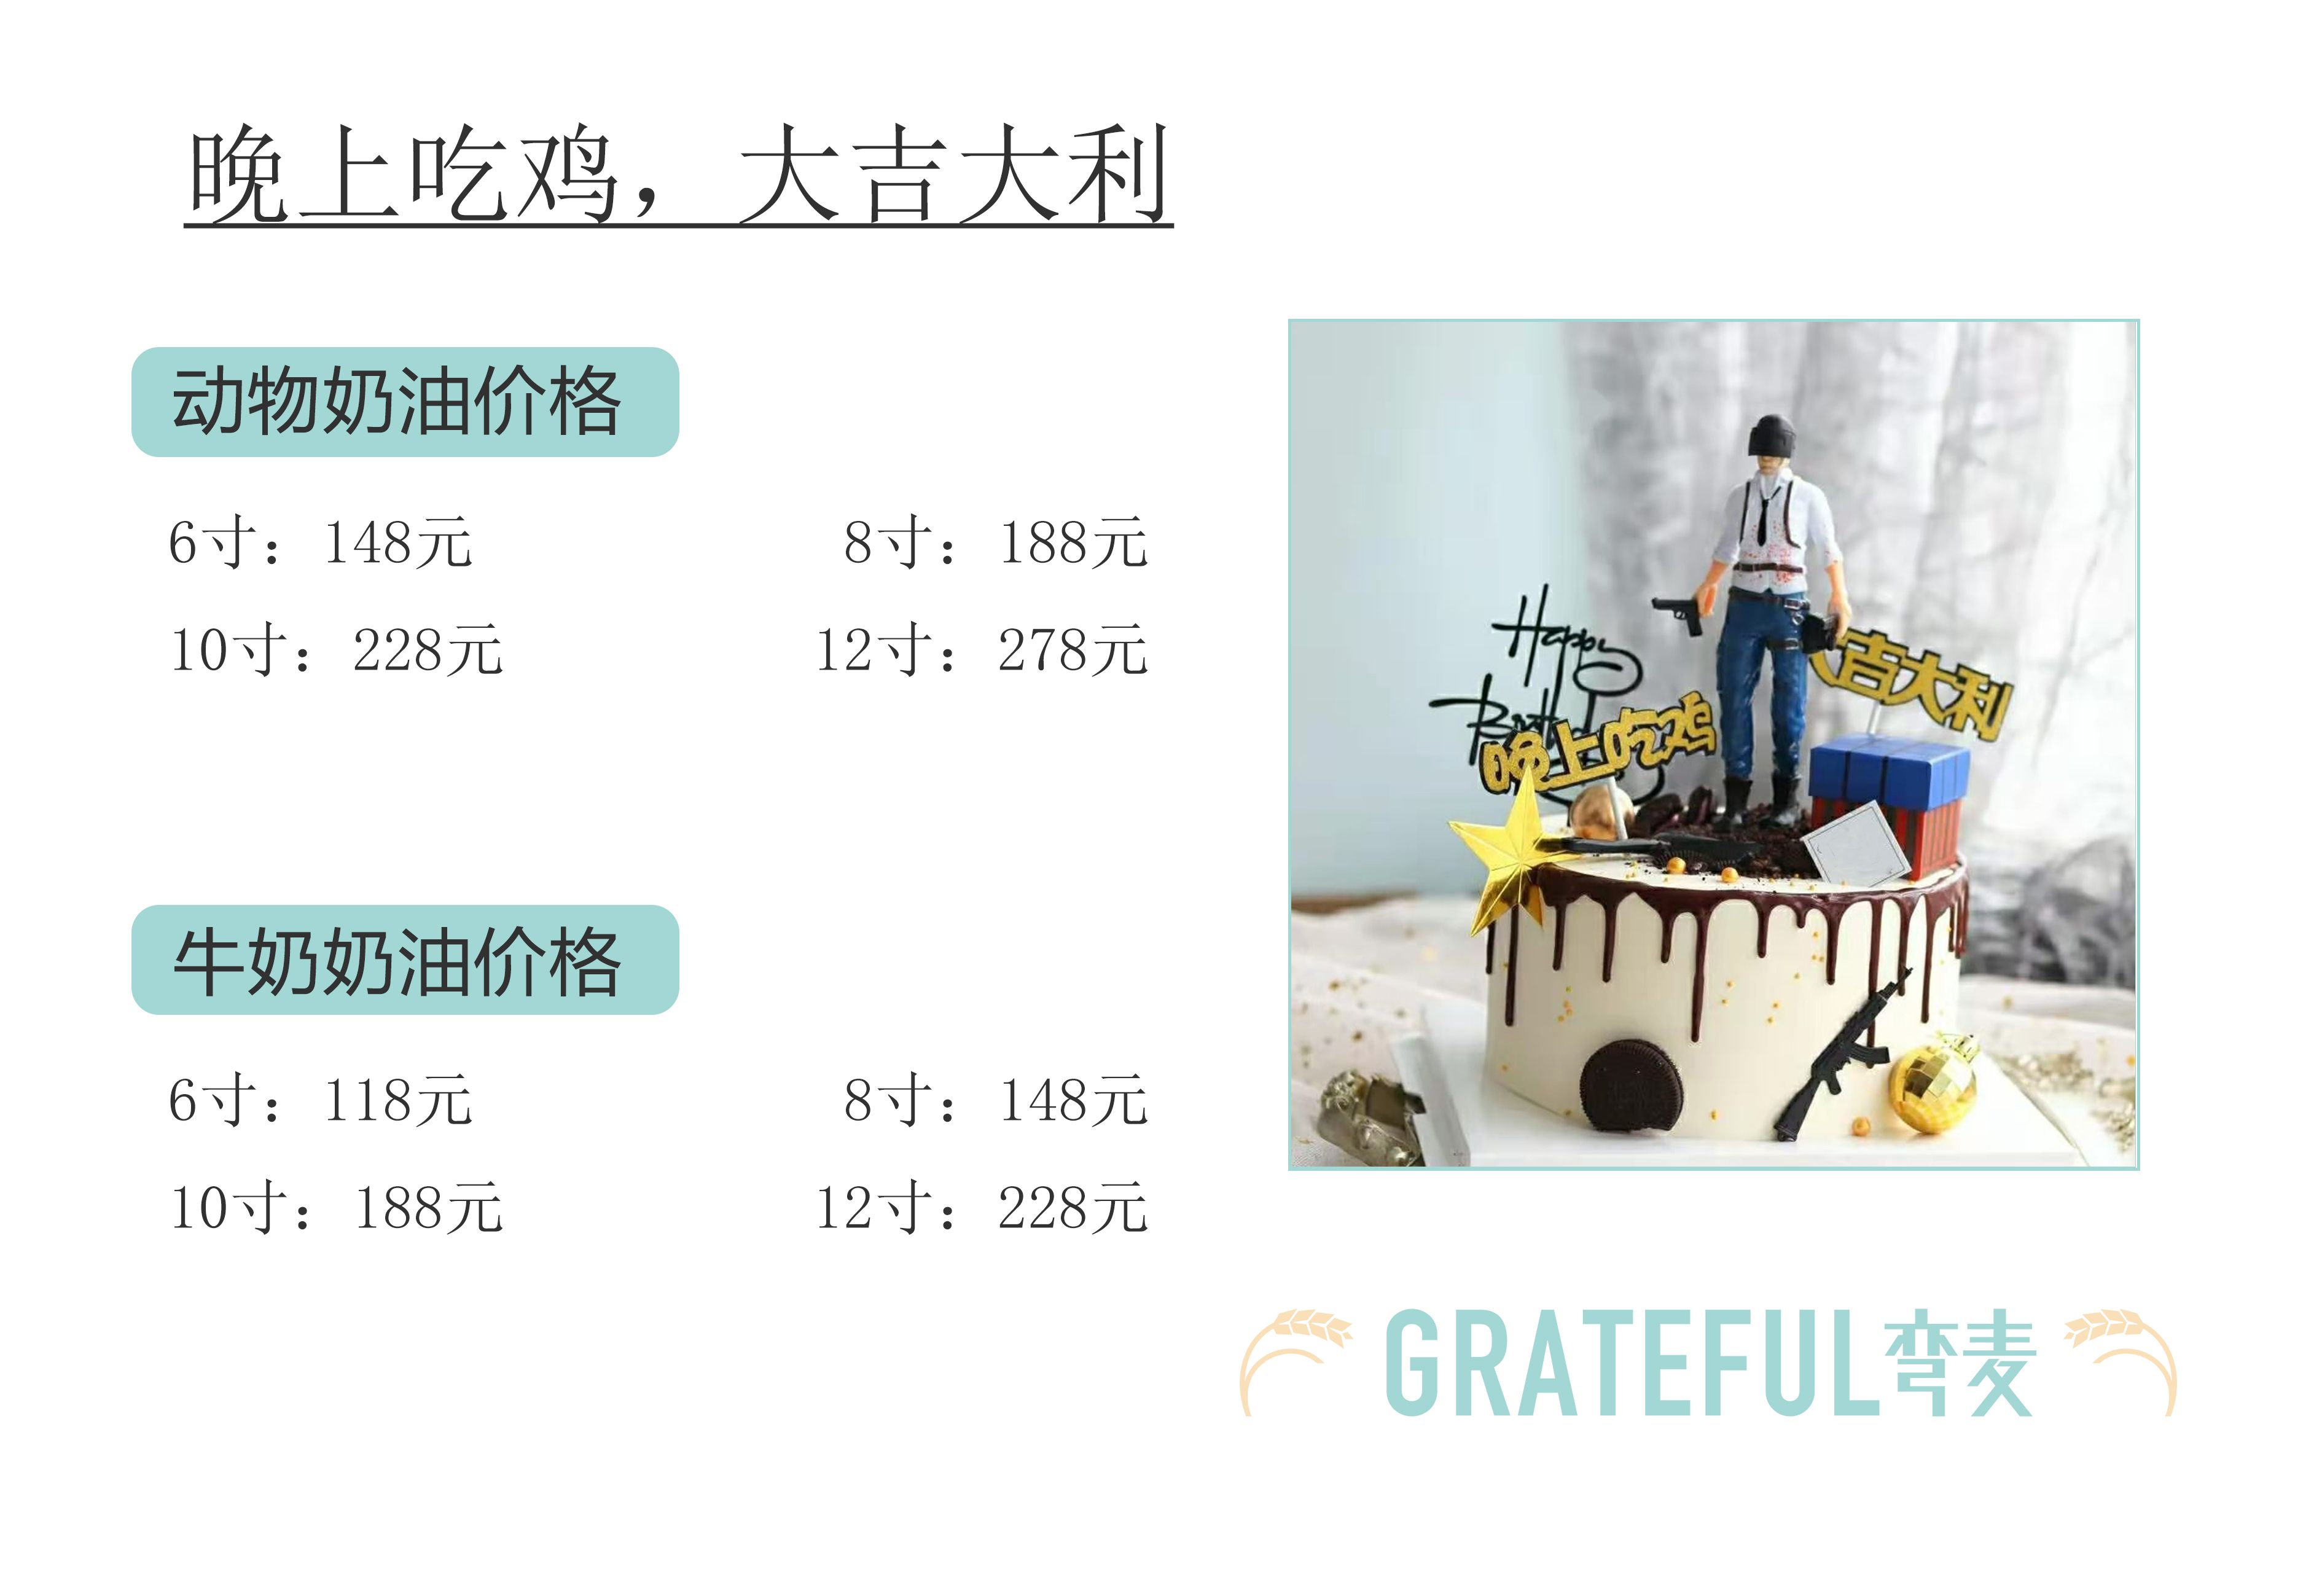 晚上吃鸡，大吉大利
动物奶油价格
6寸：148元
8寸：188元
10寸：228元
12寸：278元
牛奶奶油价格
6寸：118元
8寸：148元
10寸：188元
12寸：228元
Happy
晚上吃鸡
吉大利
GRATEFUL弯麦